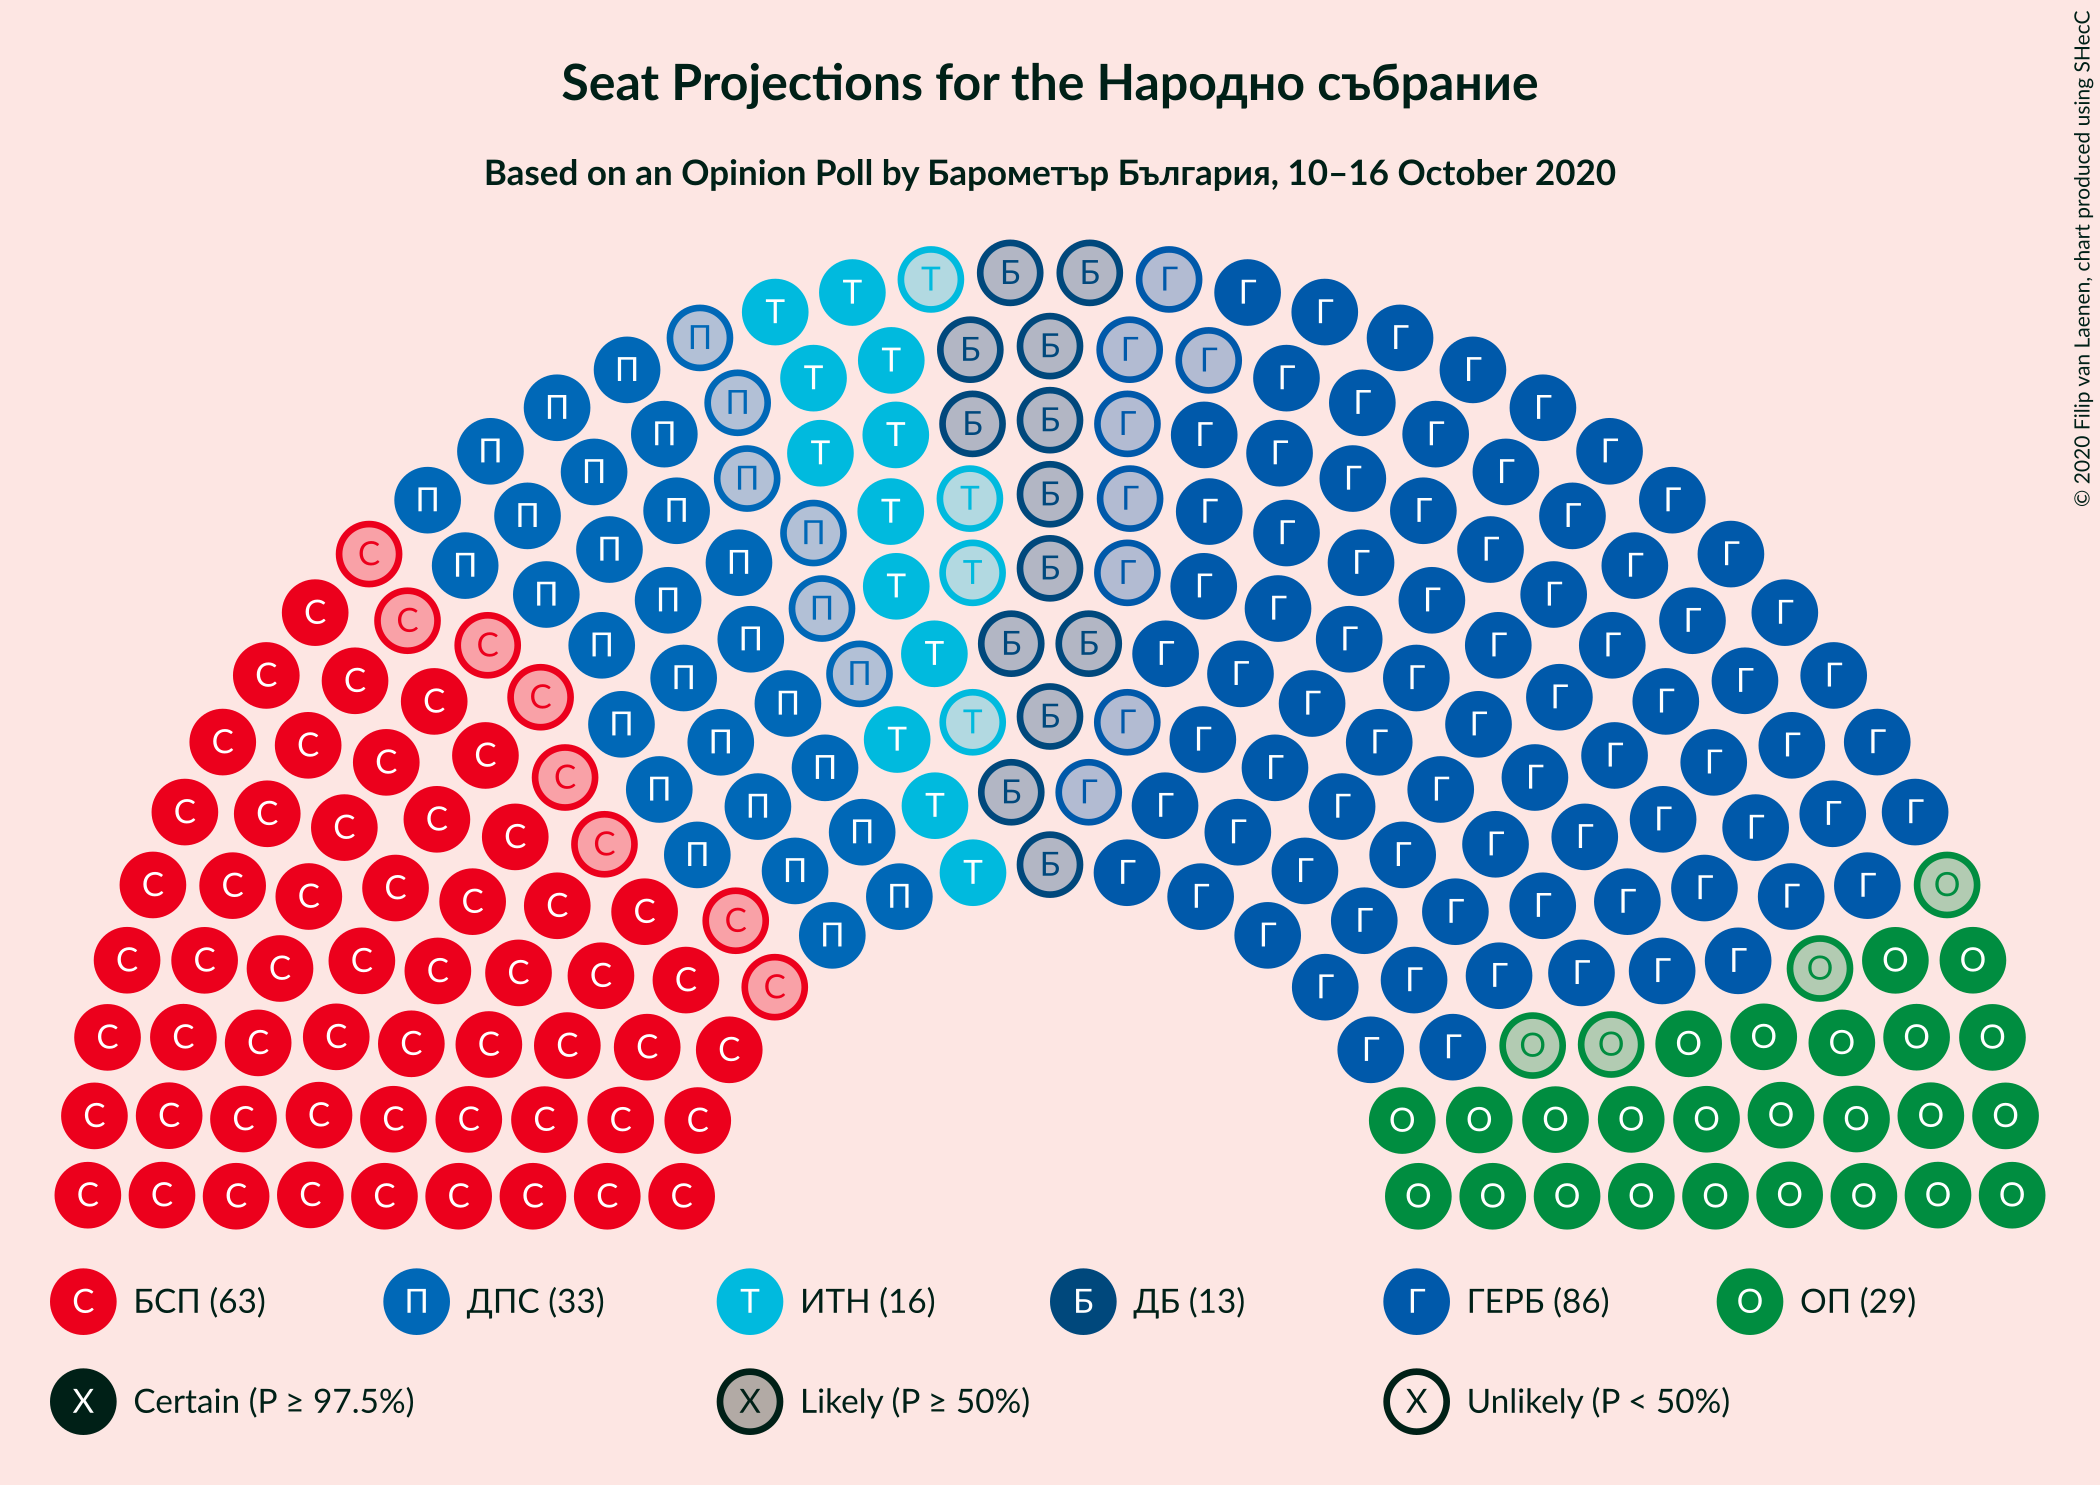 Seat Projections for the Народно събрание
Based on an Opinion Poll by Барометър България, 10–16 October 2020
© 2020 Filip van Laenen, chart produced using SHecC
С БСП (63) П ДПС (33) Т ИТН (16) Б ДБ (13) Г ГЕРБ (86) О ОП (29)
X Certain (P ≥ 97.5%) X Likely (P ≥ 50%) X Unlikely (P < 50%)